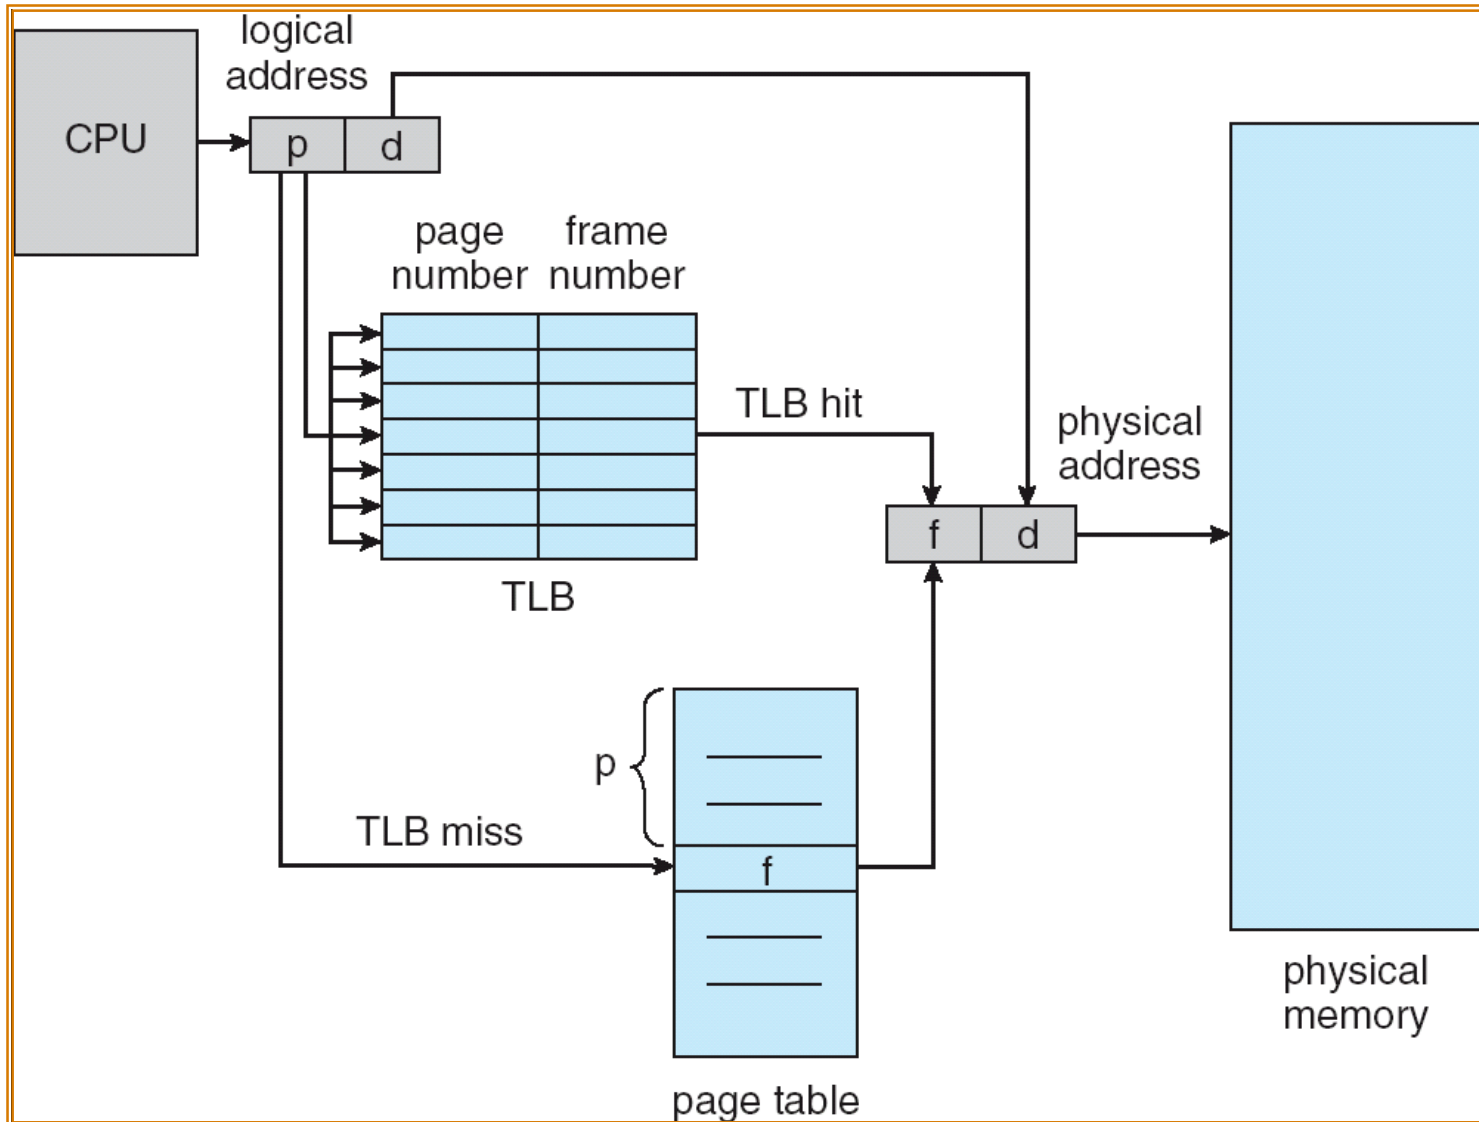 logical
address
CPU
p
d
page
number
frame
number
TLB hit
physical
address
f
d
TLB
p
TLB miss
f
physical
memory
page table